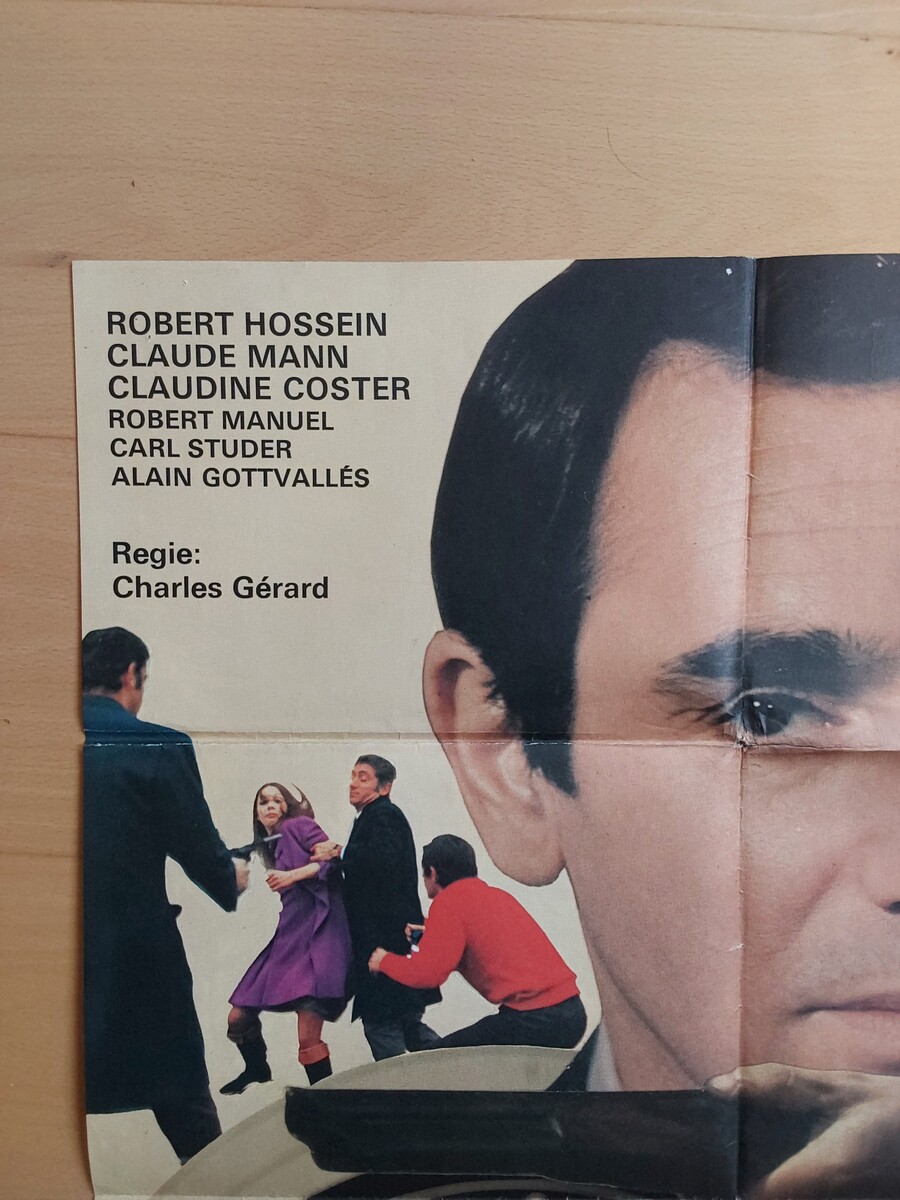 ROBERT HOSSEIN
CLAUDE MANN
CLAUDINE COSTER
ROBERT MANUEL
CARL STUDER
ALAIN GOTTVALLÉS
Regie:
Charles Gérard